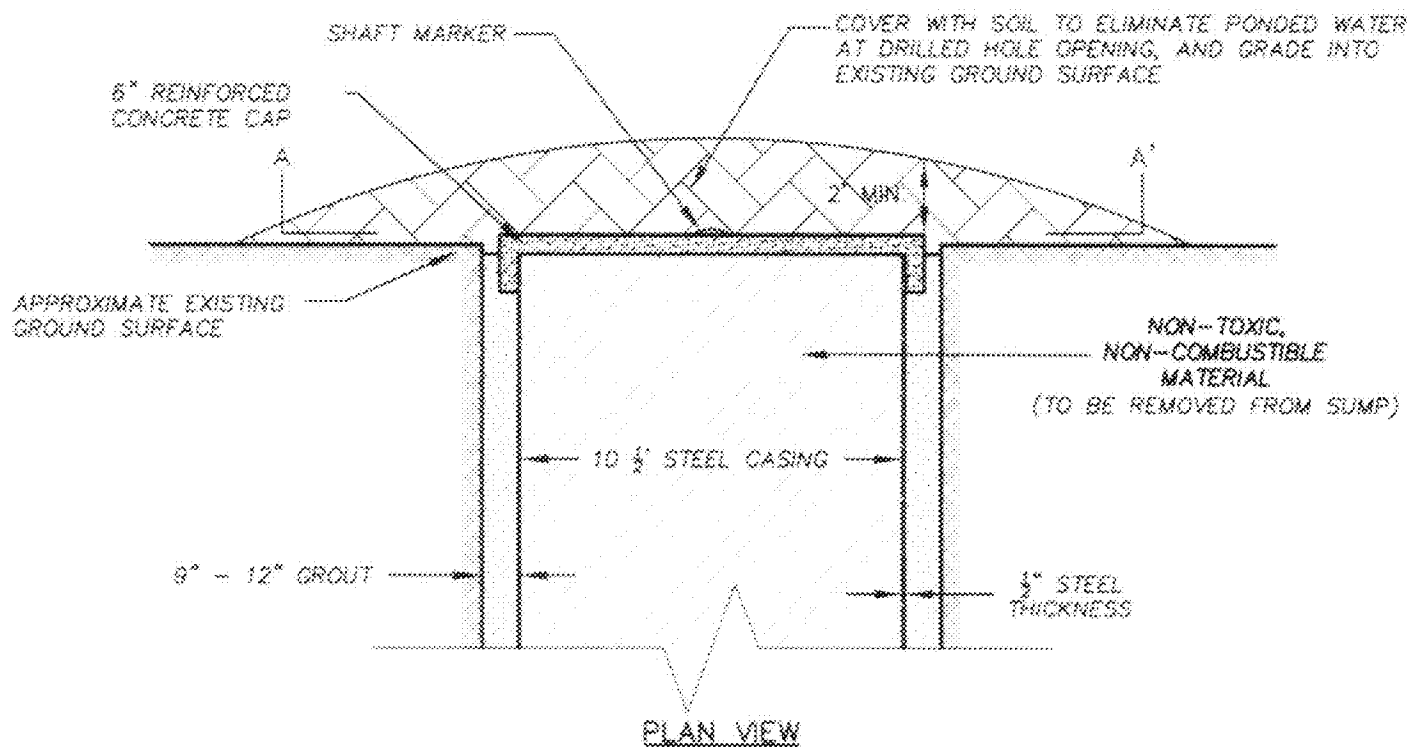 SHAFT MARKER
COVER WITH SOIL TO ELIMINATE PONDED WATER
AT DRILLED HOLE OPENING, AND GRADE INTO
EXISTING GROUND SURFACE
6" REINFORCED
CONCRETE CAP
A
A'
2' MIN
APPROXIMATE EXISTING
GROUND SURFACE
NON-TOXIC,
NON-COMBUSTIBLE
MATERIAL
(TO BE REMOVED FROM SUMP)
10 ½' STEEL CASING
9" - 12" GROUT
½" STEEL
THICKNESS
PLAN VIEW